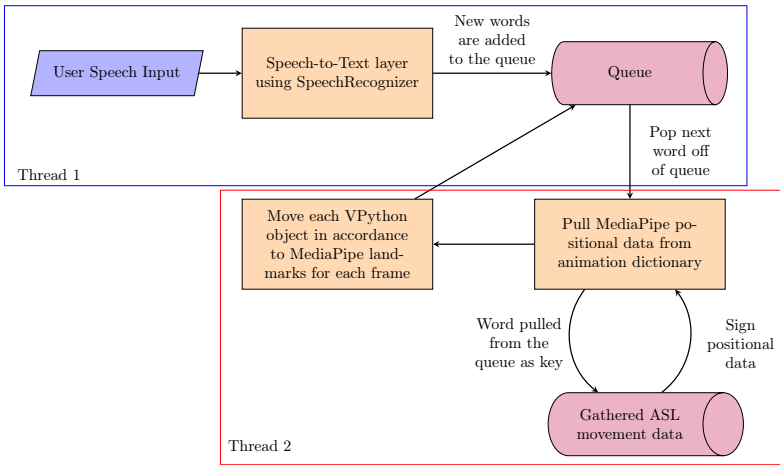 User Speech Input
Speech-to-Text layer
using SpeechRecognizer
New words
are added
to the queue
Queue
Thread 1
Pop next
word off
of queue
Move each VPython
object in accordance
to MediaPipe land-
marks for each frame
Pull MediaPipe po-
sitional data from
animation dictionary
Word pulled
from the
queue as key
Sign
positional
data
Gathered ASL
movement data
Thread 2